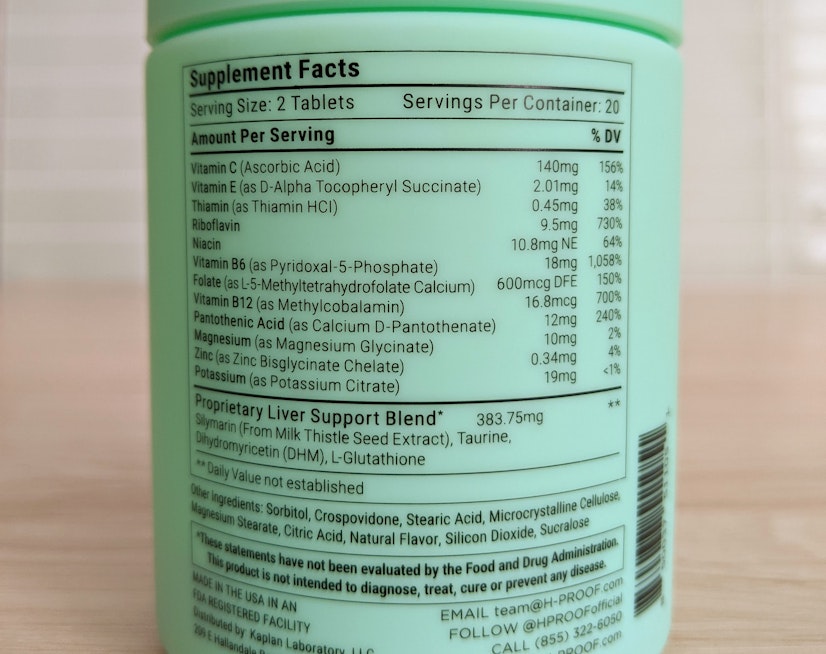 Supplement Facts
Serving Size: 2 Tablets Servings Per Container: 20
Amount Per Serving % DV
Vitamin C (Ascorbic Acid) 140mg 156%
Vitamin E (as D-Alpha Tocopheryl Succinate) 2.01mg 14%
Thiamin (as Thiamin HCI) 0.45mg 38%
Riboflavin 9.5mg 730%
Niacin 10.8mg NE 64%
Vitamin B6 (as Pyridoxal-5-Phosphate) 18mg 1,058%
Folate (as L-5-Methyltetrahydrofolate Calcium) 600mcg DFE 150%
Vitamin B12 (as Methylcobalamin) 16.8mcg 700%
Pantothenic Acid (as Calcium D-Pantothenate) 12mg 240%
Magnesium (as Magnesium Glycinate) 10mg 2%
Zinc (as Zinc Bisglycinate Chelate) 0.34mg 4%
Potassium (as Potassium Citrate) 19mg <1%
Proprietary Liver Support Blend* 383.75mg **
Silymarin (From Milk Thistle Seed Extract), Taurine,
Dihydromyricetin (DHM), L-Glutathione
** Daily Value not established
Other ingredients: Sorbitol, Crospovidone, Stearic Acid, Microcrystalline Cellulose,
Magnesium Stearate, Citric Acid, Natural Flavor, Silicon Dioxide, Sucralose
*These statements have not been evaluated by the Food and Drug Administration.
This product is not intended to diagnose, treat, cure or prevent any disease.
MADE IN THE USA IN AN
FDA REGISTERED FACILITY
Distributed by Kaplan Laboratory, LLC
EMAIL team@H-PROOF.com
FOLLOW @HPROOFofficial
CALL (855) 322-6050